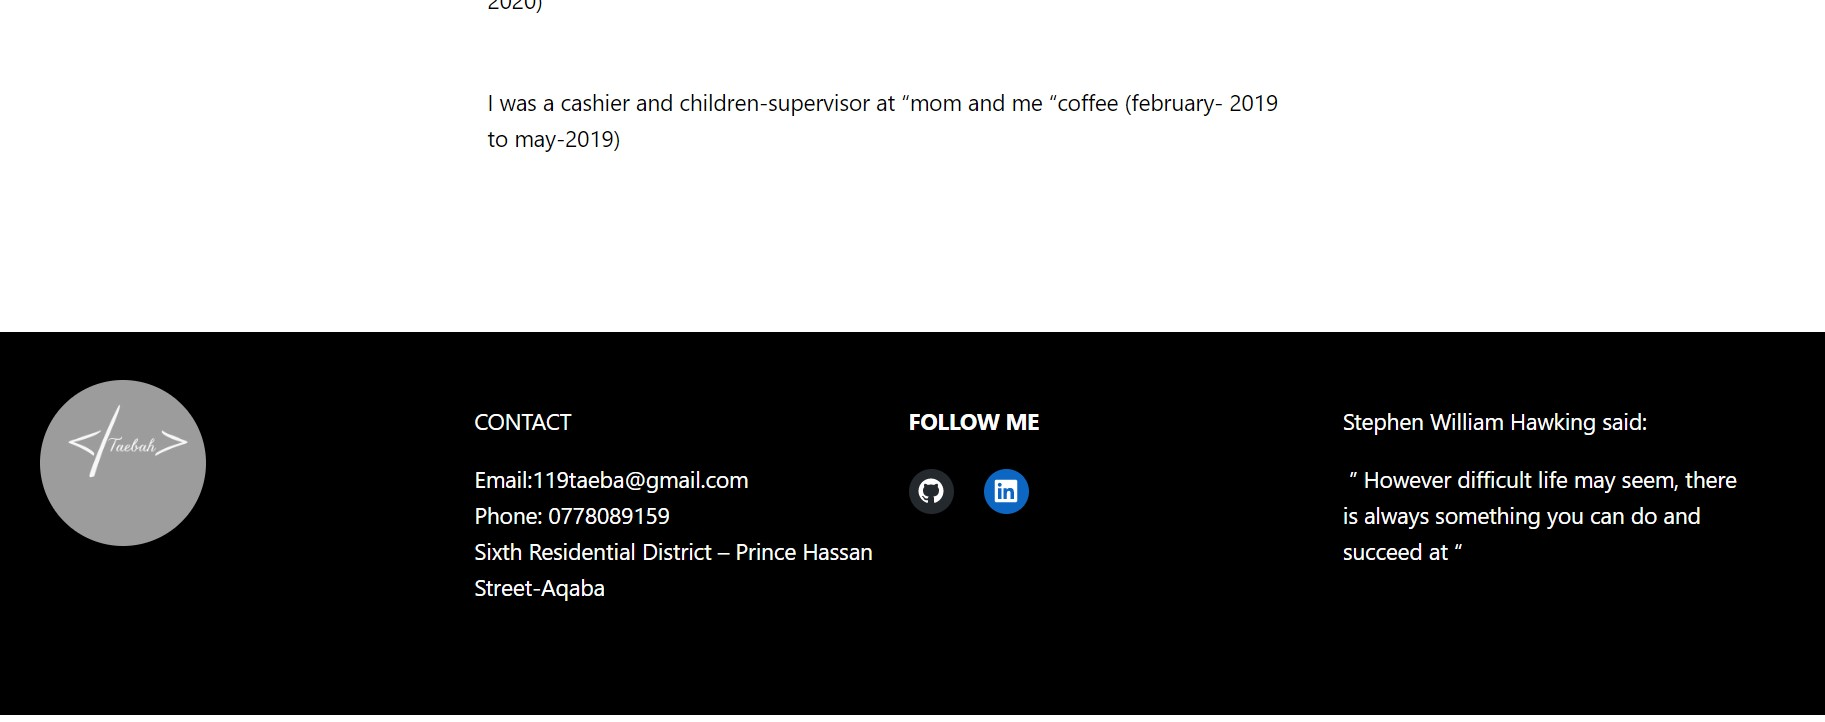 2020)
I was a cashier and children-supervisor at “mom and me “coffee (february- 2019
to may-2019)
</Taebah>
CONTACT
Email:119taeba@gmail.com
Phone: 0778089159
Sixth Residential District – Prince Hassan
Street-Aqaba
FOLLOW ME
in
Stephen William Hawking said:
” However difficult life may seem, there
is always something you can do and
succeed at “